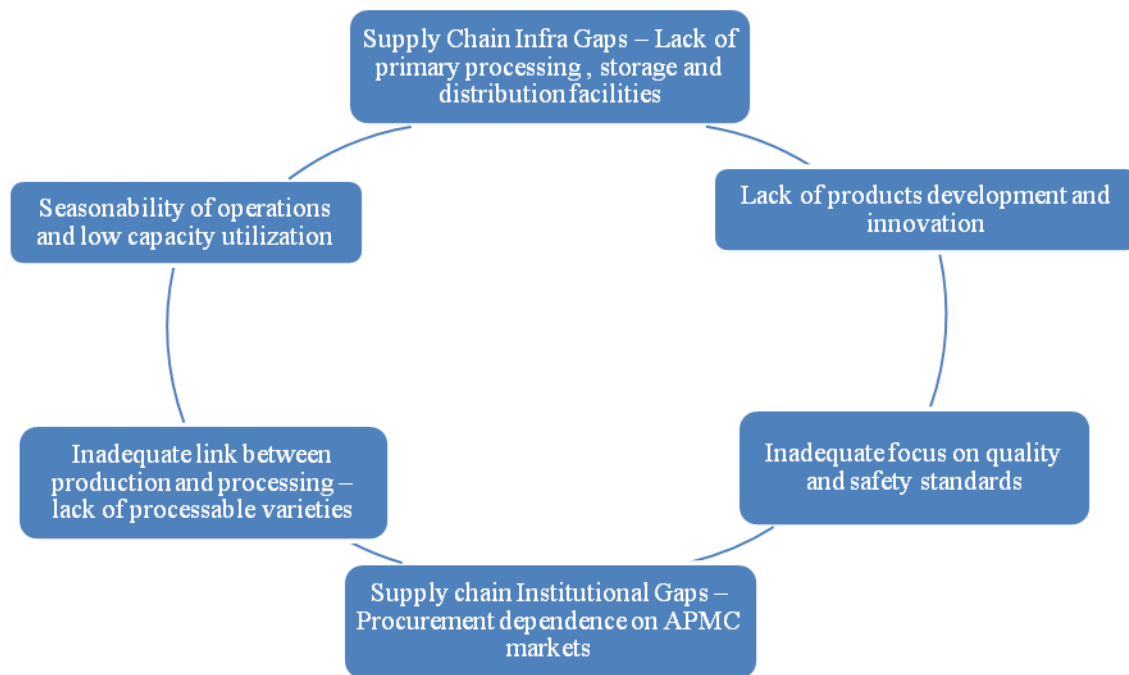 Supply Chain Infra Gaps – Lack of
primary processing , storage and
distribution facilities
Lack of products development and
innovation
Inadequate focus on quality
and safety standards
Supply chain Institutional Gaps –
Procurement dependence on APMC
markets
Inadequate link between
production and processing –
lack of processable varieties
Seasonability of operations
and low capacity utilization